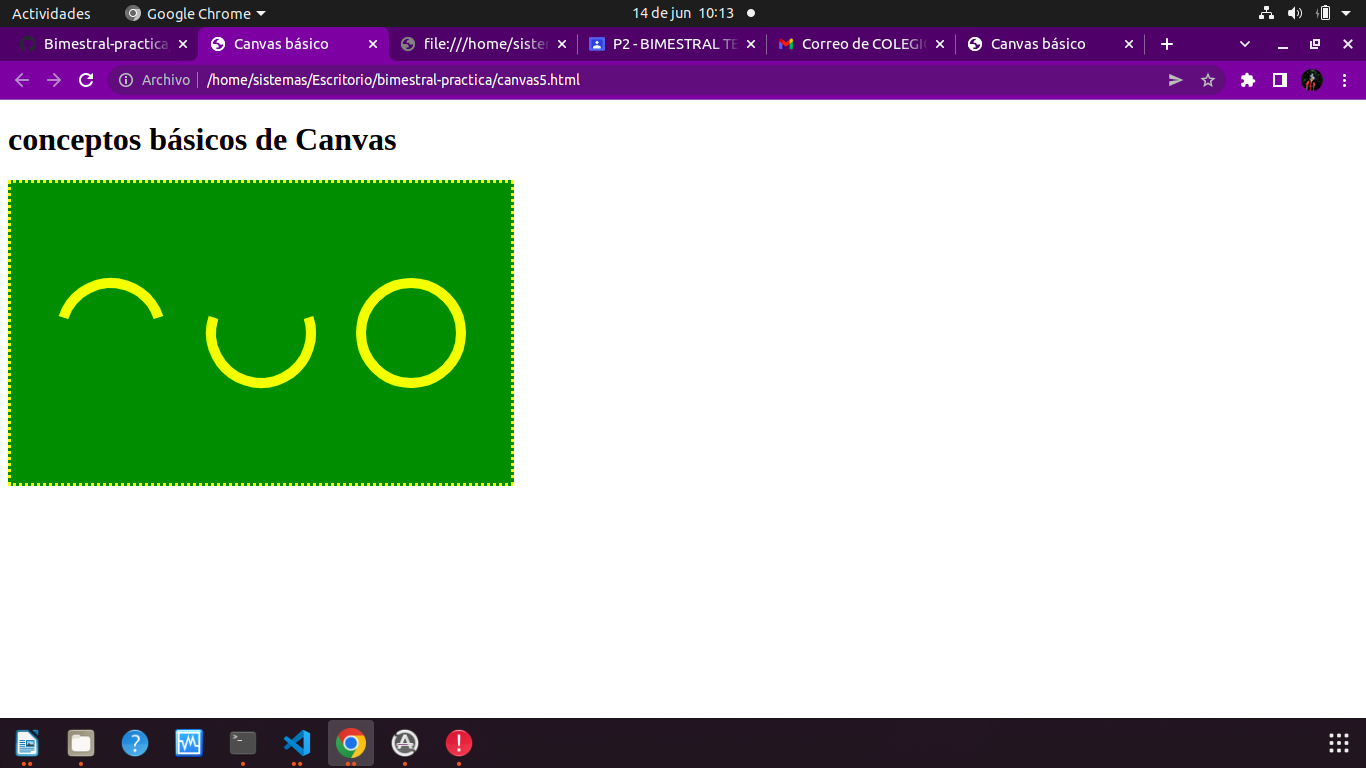 Actividades Google Chrome 14 de jun 10:13
Bimestral-practica Canvas básico file:///home/siste P2 - BIMESTRAL TE Correo de COLEGI Canvas básico
Archivo /home/sistemas/Escritorio/bimestral-practica/canvas5.html
conceptos básicos de Canvas